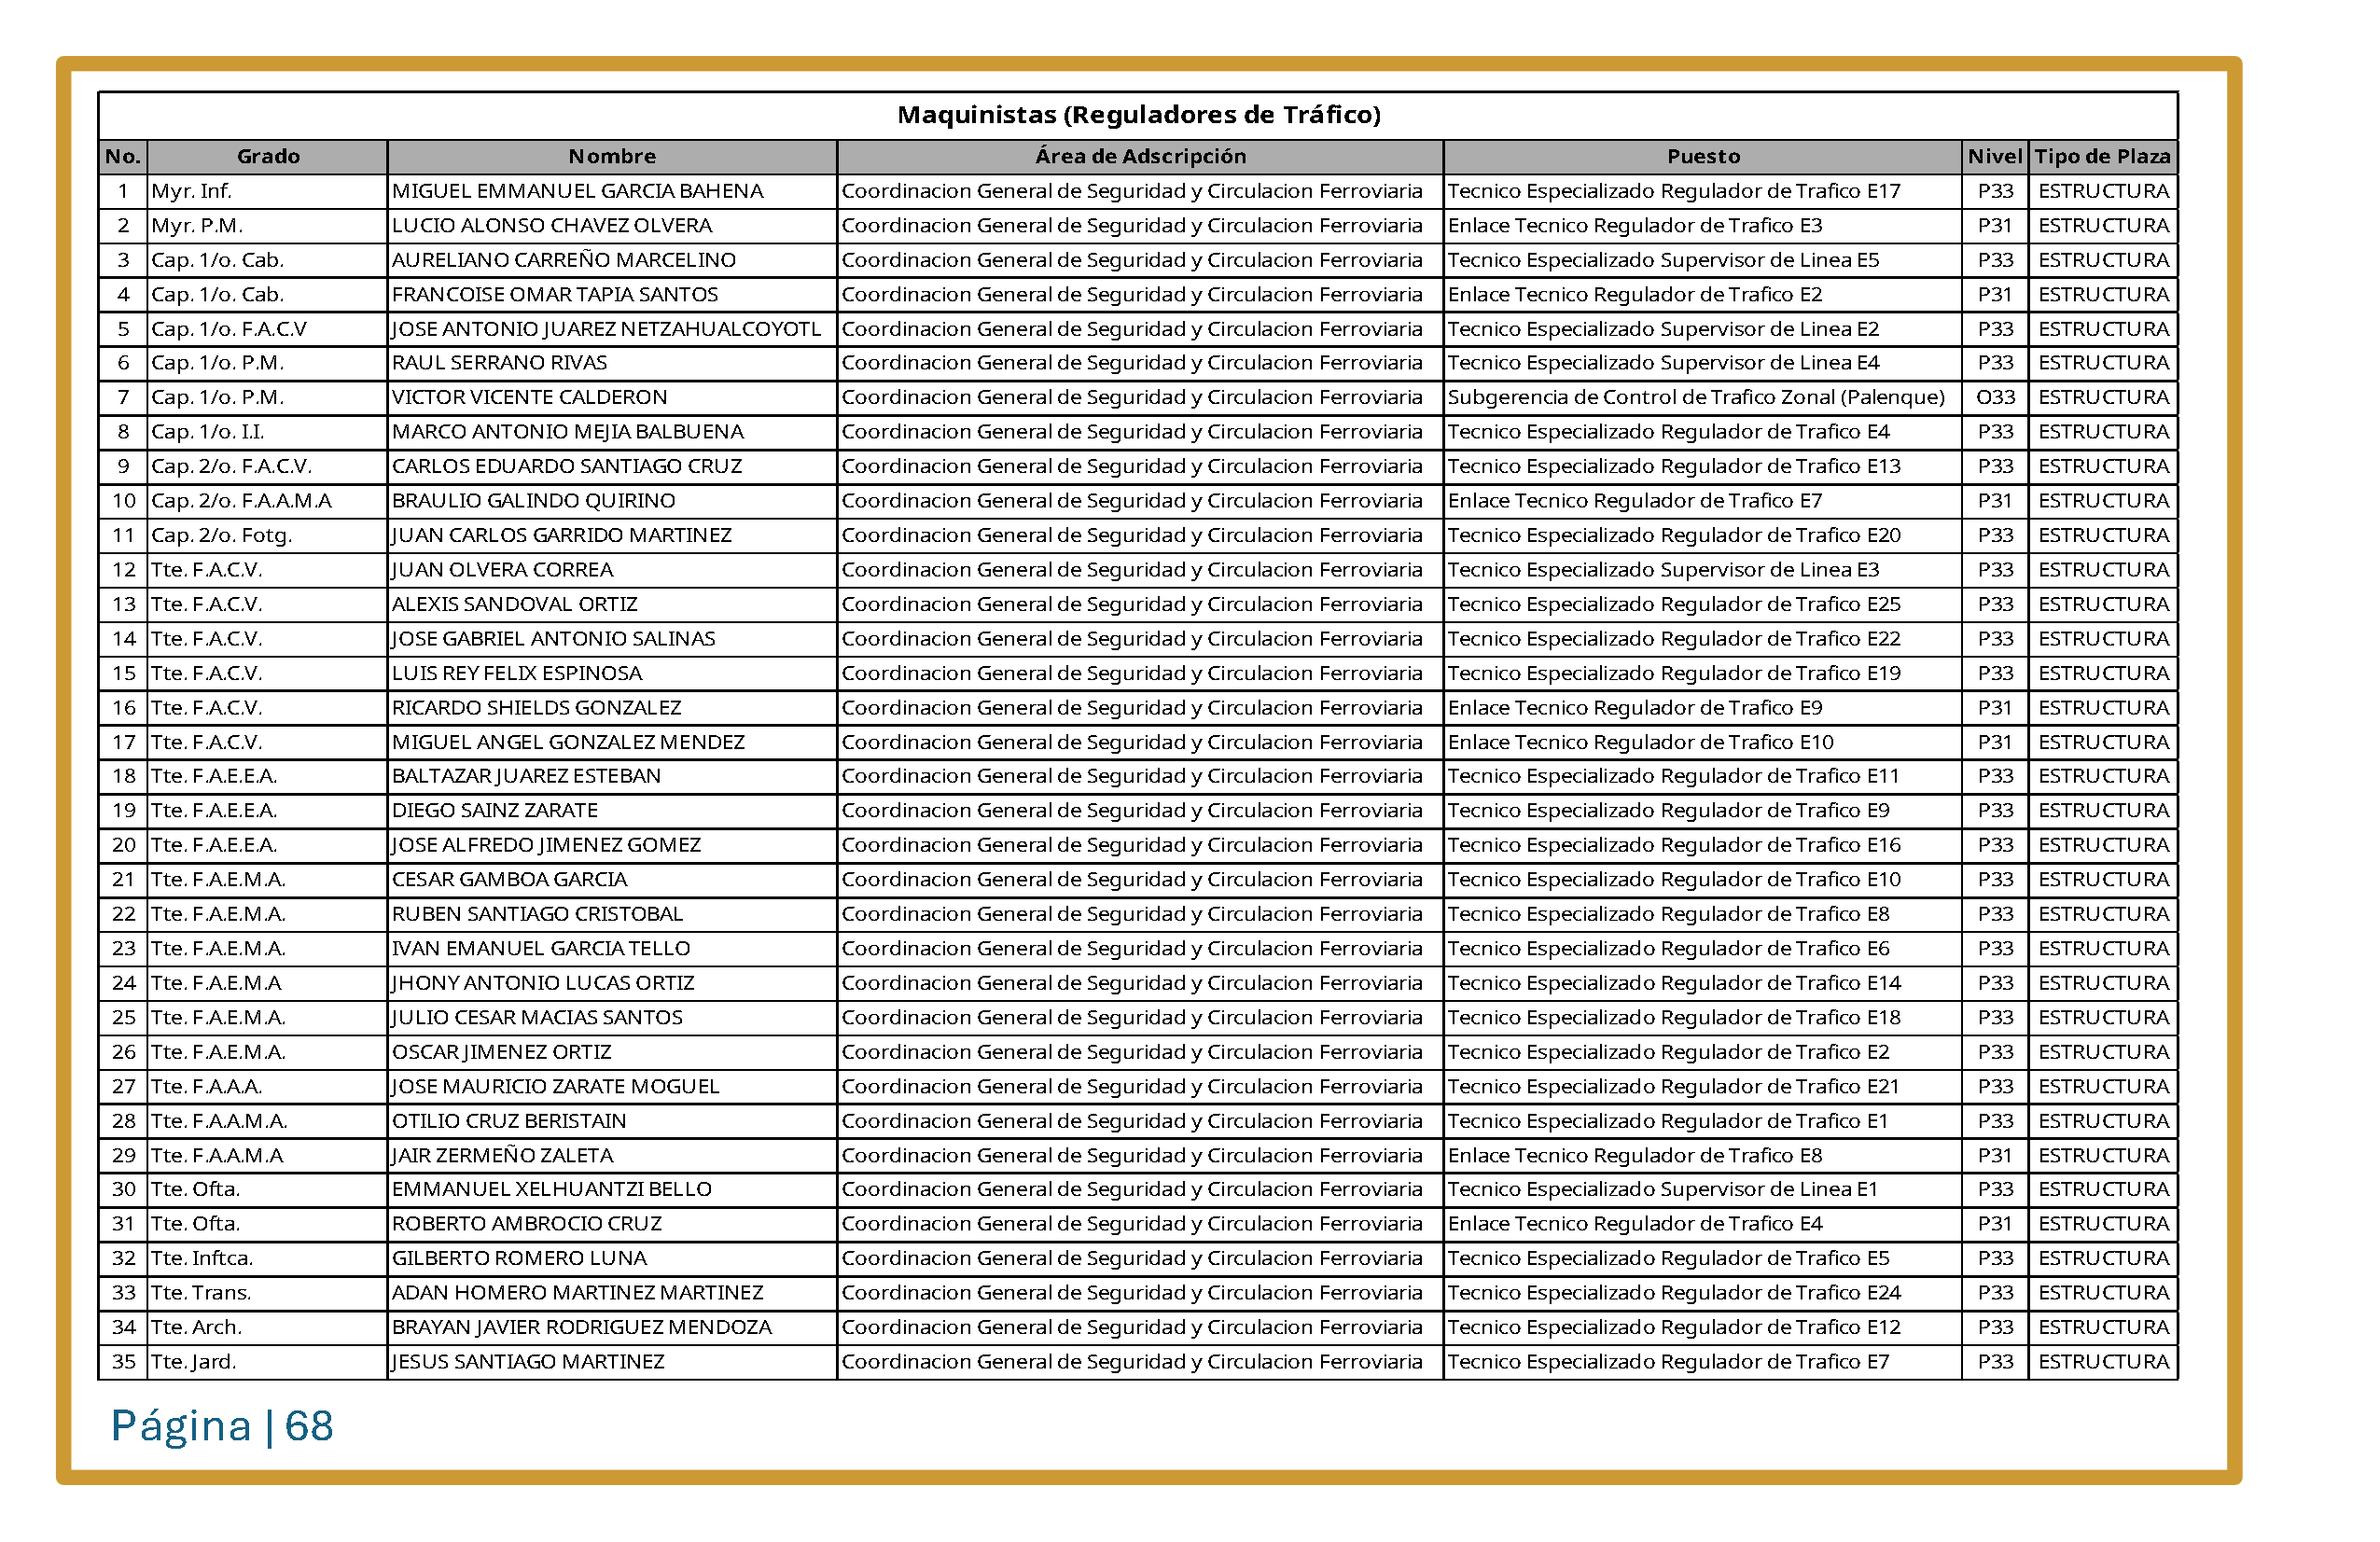 Maquinistas (Reguladores de Tráfico)
No. Grado Nombre Área de Adscripción Puesto Nivel Tipo de Plaza
1 Myr. Inf. MIGUEL EMMANUEL GARCIA BAHENA Coordinacion General de Seguridad y Circulacion Ferroviaria Tecnico Especializado Regulador de Trafico E17 P33 ESTRUCTURA
2 Myr. P.M. LUCIO ALONSO CHAVEZ OLVERA Coordinacion General de Seguridad y Circulacion Ferroviaria Enlace Tecnico Regulador de Trafico E3 P31 ESTRUCTURA
3 Cap. 1/o. Cab. AURELIANO CARREÑO MARCELINO Coordinacion General de Seguridad y Circulacion Ferroviaria Tecnico Especializado Supervisor de Linea E5 P33 ESTRUCTURA
4 Cap. 1/o. Cab. FRANCOISE OMAR TAPIA SANTOS Coordinacion General de Seguridad y Circulacion Ferroviaria Enlace Tecnico Regulador de Trafico E2 P31 ESTRUCTURA
5 Cap. 1/o. F.A.C.V JOSE ANTONIO JUAREZ NETZAHUALCOYOTL Coordinacion General de Seguridad y Circulacion Ferroviaria Tecnico Especializado Supervisor de Linea E2 P33 ESTRUCTURA
6 Cap. 1/o. P.M. RAUL SERRANO RIVAS Coordinacion General de Seguridad y Circulacion Ferroviaria Tecnico Especializado Supervisor de Linea E4 P33 ESTRUCTURA
7 Cap. 1/o. P.M. VICTOR VICENTE CALDERON Coordinacion General de Seguridad y Circulacion Ferroviaria Subgerencia de Control de Trafico Zonal (Palenque) O33 ESTRUCTURA
8 Cap. 1/o. I.I. MARCO ANTONIO MEJIA BALBUENA Coordinacion General de Seguridad y Circulacion Ferroviaria Tecnico Especializado Regulador de Trafico E4 P33 ESTRUCTURA
9 Cap. 2/o. F.A.C.V. CARLOS EDUARDO SANTIAGO CRUZ Coordinacion General de Seguridad y Circulacion Ferroviaria Tecnico Especializado Regulador de Trafico E13 P33 ESTRUCTURA
10 Cap. 2/o. F.A.A.M.A BRAULIO GALINDO QUIRINO Coordinacion General de Seguridad y Circulacion Ferroviaria Enlace Tecnico Regulador de Trafico E7 P31 ESTRUCTURA
11 Cap. 2/o. Fotg. JUAN CARLOS GARRIDO MARTINEZ Coordinacion General de Seguridad y Circulacion Ferroviaria Tecnico Especializado Regulador de Trafico E20 P33 ESTRUCTURA
12 Tte. F.A.C.V. JUAN OLVERA CORREA Coordinacion General de Seguridad y Circulacion Ferroviaria Tecnico Especializado Supervisor de Linea E3 P33 ESTRUCTURA
13 Tte. F.A.C.V. ALEXIS SANDOVAL ORTIZ Coordinacion General de Seguridad y Circulacion Ferroviaria Tecnico Especializado Regulador de Trafico E25 P33 ESTRUCTURA
14 Tte. F.A.C.V. JOSE GABRIEL ANTONIO SALINAS Coordinacion General de Seguridad y Circulacion Ferroviaria Tecnico Especializado Regulador de Trafico E22 P33 ESTRUCTURA
15 Tte. F.A.C.V. LUIS REY FELIX ESPINOSA Coordinacion General de Seguridad y Circulacion Ferroviaria Tecnico Especializado Regulador de Trafico E19 P33 ESTRUCTURA
16 Tte. F.A.C.V. RICARDO SHIELDS GONZALEZ Coordinacion General de Seguridad y Circulacion Ferroviaria Enlace Tecnico Regulador de Trafico E9 P31 ESTRUCTURA
17 Tte. F.A.C.V. MIGUEL ANGEL GONZALEZ MENDEZ Coordinacion General de Seguridad y Circulacion Ferroviaria Enlace Tecnico Regulador de Trafico E10 P31 ESTRUCTURA
18 Tte. F.A.E.E.A. BALTAZAR JUAREZ ESTEBAN Coordinacion General de Seguridad y Circulacion Ferroviaria Tecnico Especializado Regulador de Trafico E11 P33 ESTRUCTURA
19 Tte. F.A.E.E.A. DIEGO SAINZ ZARATE Coordinacion General de Seguridad y Circulacion Ferroviaria Tecnico Especializado Regulador de Trafico E9 P33 ESTRUCTURA
20 Tte. F.A.E.E.A. JOSE ALFREDO JIMENEZ GOMEZ Coordinacion General de Seguridad y Circulacion Ferroviaria Tecnico Especializado Regulador de Trafico E16 P33 ESTRUCTURA
21 Tte. F.A.E.M.A. CESAR GAMBOA GARCIA Coordinacion General de Seguridad y Circulacion Ferroviaria Tecnico Especializado Regulador de Trafico E10 P33 ESTRUCTURA
22 Tte. F.A.E.M.A. RUBEN SANTIAGO CRISTOBAL Coordinacion General de Seguridad y Circulacion Ferroviaria Tecnico Especializado Regulador de Trafico E8 P33 ESTRUCTURA
23 Tte. F.A.E.M.A. IVAN EMANUEL GARCIA TELLO Coordinacion General de Seguridad y Circulacion Ferroviaria Tecnico Especializado Regulador de Trafico E6 P33 ESTRUCTURA
24 Tte. F.A.E.M.A JHONY ANTONIO LUCAS ORTIZ Coordinacion General de Seguridad y Circulacion Ferroviaria Tecnico Especializado Regulador de Trafico E14 P33 ESTRUCTURA
25 Tte. F.A.E.M.A. JULIO CESAR MACIAS SANTOS Coordinacion General de Seguridad y Circulacion Ferroviaria Tecnico Especializado Regulador de Trafico E18 P33 ESTRUCTURA
26 Tte. F.A.E.M.A. OSCAR JIMENEZ ORTIZ Coordinacion General de Seguridad y Circulacion Ferroviaria Tecnico Especializado Regulador de Trafico E2 P33 ESTRUCTURA
27 Tte. F.A.A.A. JOSE MAURICIO ZARATE MOGUEL Coordinacion General de Seguridad y Circulacion Ferroviaria Tecnico Especializado Regulador de Trafico E21 P33 ESTRUCTURA
28 Tte. F.A.A.M.A. OTILIO CRUZ BERISTAIN Coordinacion General de Seguridad y Circulacion Ferroviaria Tecnico Especializado Regulador de Trafico E1 P33 ESTRUCTURA
29 Tte. F.A.A.M.A JAIR ZERMEÑO ZALETA Coordinacion General de Seguridad y Circulacion Ferroviaria Enlace Tecnico Regulador de Trafico E8 P31 ESTRUCTURA
30 Tte. Ofta. EMMANUEL XELHUANTZI BELLO Coordinacion General de Seguridad y Circulacion Ferroviaria Tecnico Especializado Supervisor de Linea E1 P33 ESTRUCTURA
31 Tte. Ofta. ROBERTO AMBROCIO CRUZ Coordinacion General de Seguridad y Circulacion Ferroviaria Enlace Tecnico Regulador de Trafico E4 P31 ESTRUCTURA
32 Tte. Inftca. GILBERTO ROMERO LUNA Coordinacion General de Seguridad y Circulacion Ferroviaria Tecnico Especializado Regulador de Trafico E5 P33 ESTRUCTURA
33 Tte. Trans. ADAN HOMERO MARTINEZ MARTINEZ Coordinacion General de Seguridad y Circulacion Ferroviaria Tecnico Especializado Regulador de Trafico E24 P33 ESTRUCTURA
34 Tte. Arch. BRAYAN JAVIER RODRIGUEZ MENDOZA Coordinacion General de Seguridad y Circulacion Ferroviaria Tecnico Especializado Regulador de Trafico E12 P33 ESTRUCTURA
35 Tte. Jard. JESUS SANTIAGO MARTINEZ Coordinacion General de Seguridad y Circulacion Ferroviaria Tecnico Especializado Regulador de Trafico E7 P33 ESTRUCTURA
Página | 68